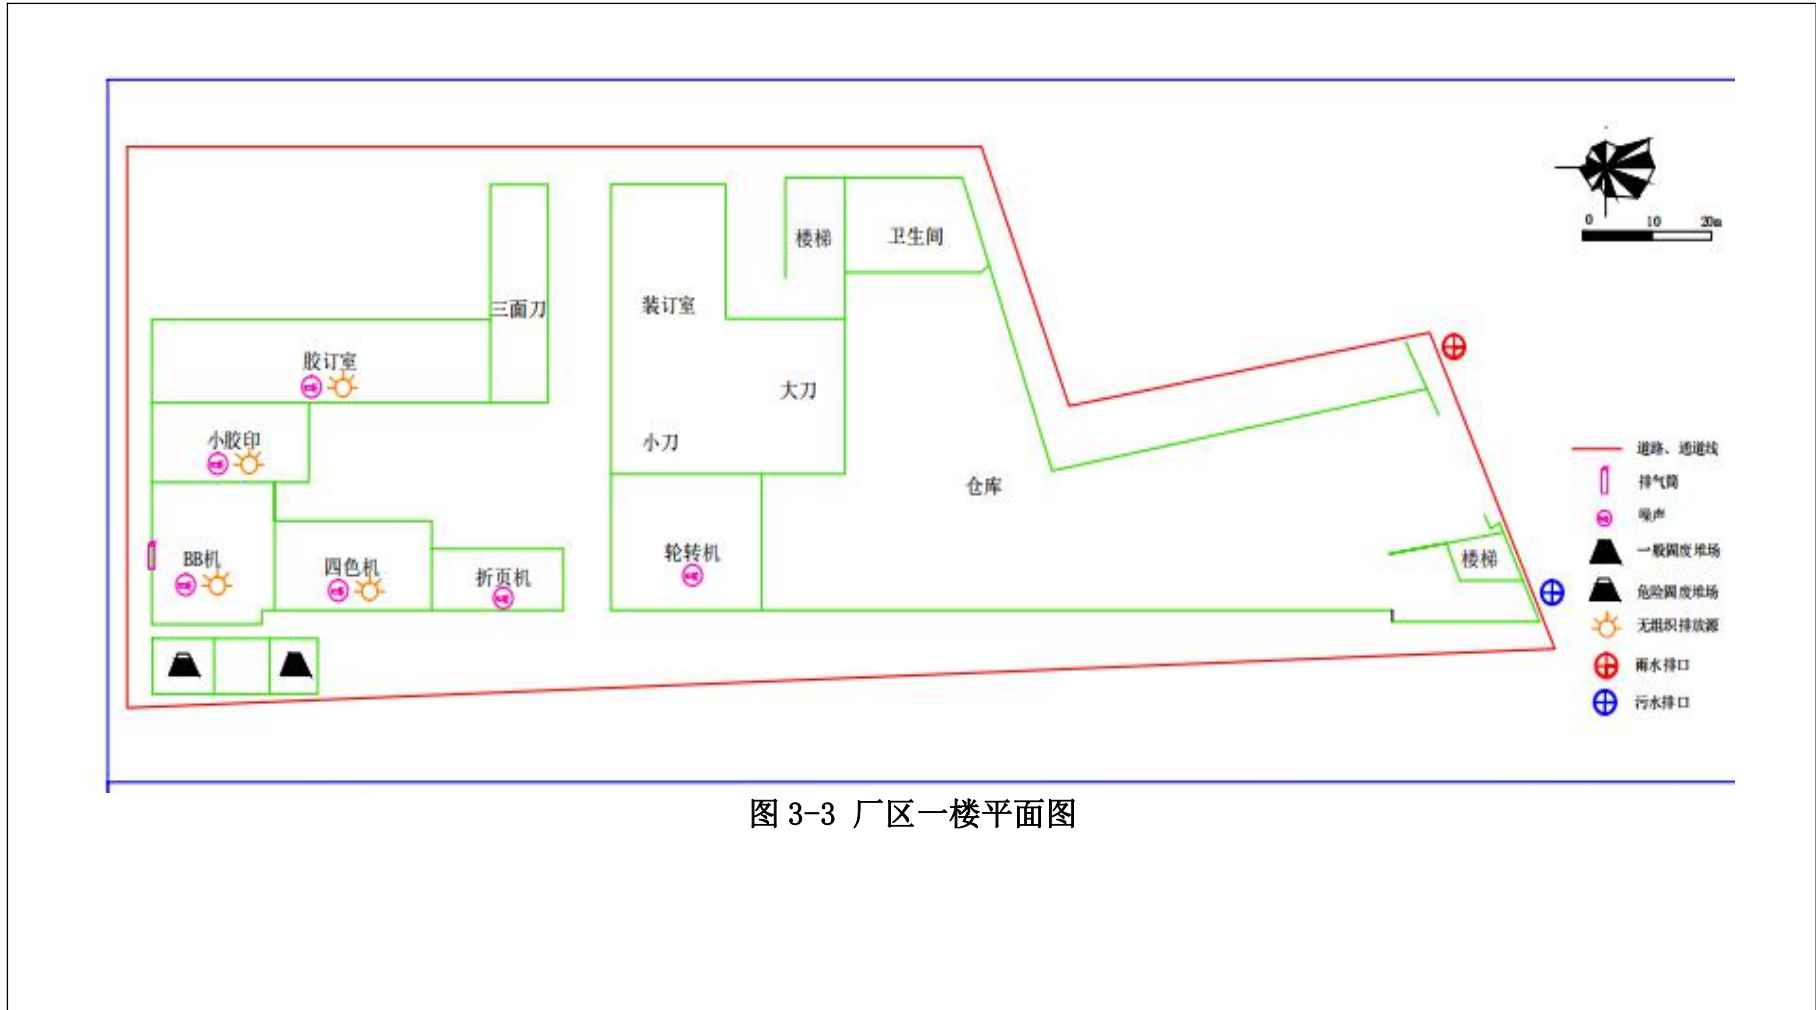 0 10 20m
楼梯
卫生间
三面刀
装订室
胶订室
大刀
小胶印
小刀
仓库
BB机
四色机
折页机
轮转机
楼梯
道路、通道线
排气筒
噪声
一般固废堆场
危险固废堆场
无组织排放源
雨水排口
污水排口
图 3-3 厂区一楼平面图